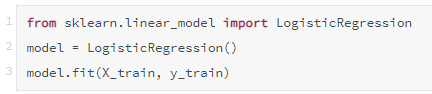 1 from sklearn.linear_model import LogisticRegression
2 model = LogisticRegression()
3 model.fit(X_train, y_train)